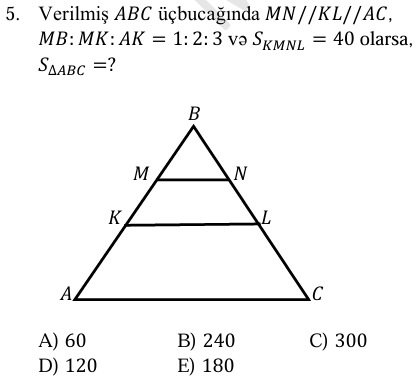 5. Verilmiş ABC üçbucağında MN//KL//AC,
MB: MK: AK = 1: 2: 3 və S_KMNL = 40 olarsa,
S_ΔABC =?
B
M N
K L
A C
A) 60 B) 240 C) 300
D) 120 E) 180